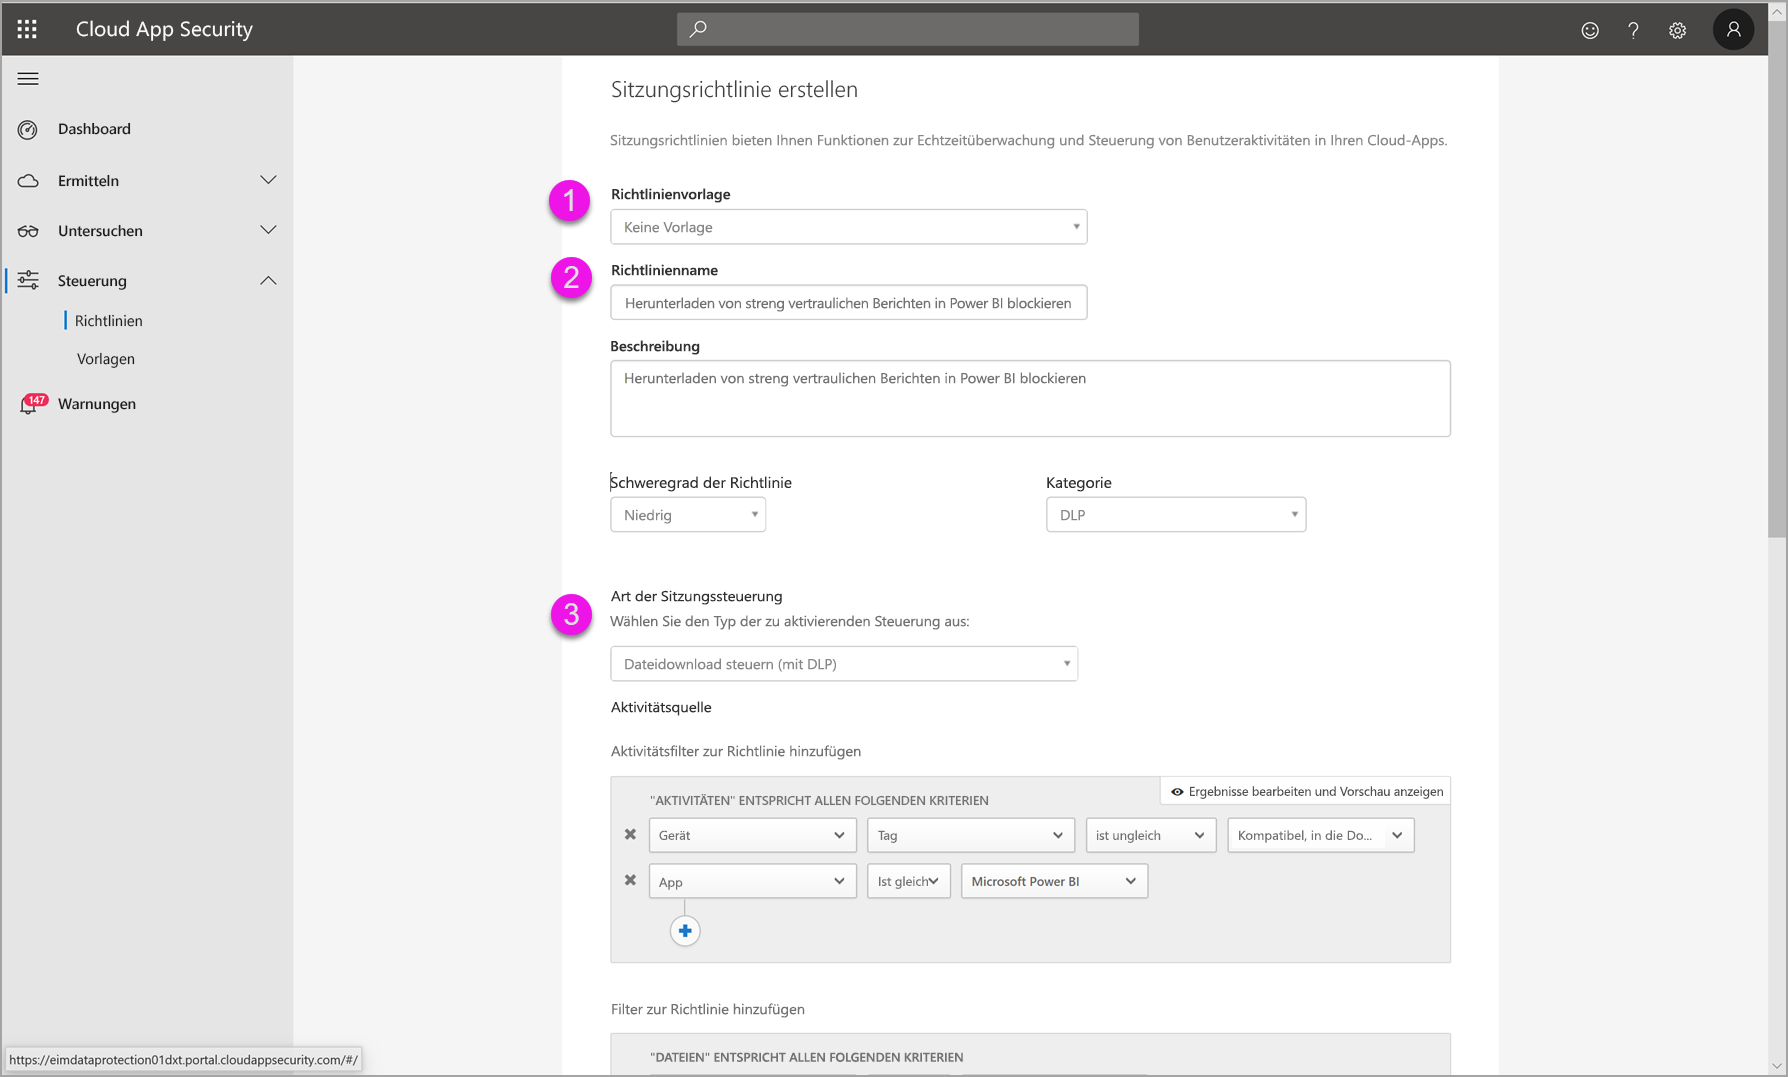 Cloud App Security
?
Dashboard
Ermitteln
Untersuchen
Steuerung
Richtlinien
Vorlagen
147
Warnungen
Sitzungsrichtlinie erstellen
Sitzungsrichtlinien bieten Ihnen Funktionen zur Echtzeitüberwachung und Steuerung von Benutzeraktivitäten in Ihren Cloud-Apps.
1
Richtlinienvorlage
Keine Vorlage
2
Richtlinienname
Herunterladen von streng vertraulichen Berichten in Power BI blockieren
Beschreibung
Herunterladen von streng vertraulichen Berichten in Power BI blockieren
Schweregrad der Richtlinie
Niedrig
Kategorie
DLP
3
Art der Sitzungssteuerung
Wählen Sie den Typ der zu aktivierenden Steuerung aus:
Dateidownload steuern (mit DLP)
Aktivitätsquelle
Aktivitätsfilter zur Richtlinie hinzufügen
"AKTIVITÄTEN" ENTSPRICHT ALLEN FOLGENDEN KRITERIEN
Ergebnisse bearbeiten und Vorschau anzeigen
Gerät Tag ist ungleich Kompatibel, in die Do...
App Ist gleich Microsoft Power BI
Filter zur Richtlinie hinzufügen
"DATEIEN" ENTSPRICHT ALLEN FOLGENDEN KRITERIEN
https://eimdataprotection01dxt.portal.cloudappsecurity.com/#/